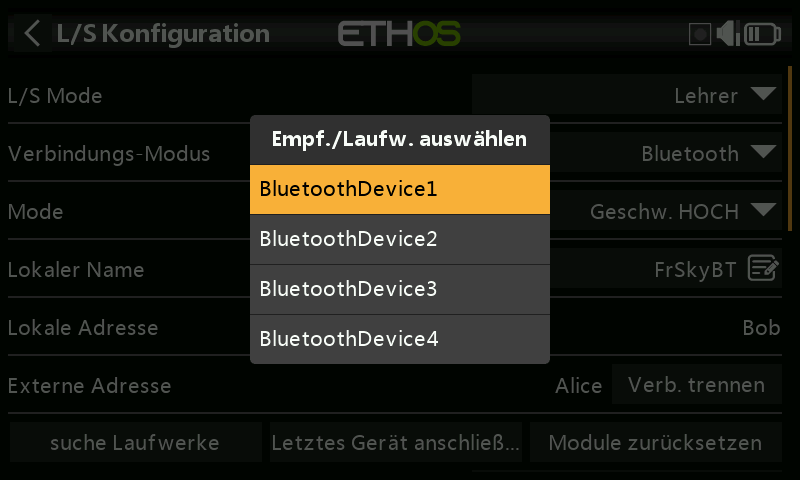 L/S Konfiguration
ETHOS
L/S Mode
Lehrer
Empf./Laufw. auswählen
Verbindungs-Modus
Bluetooth
BluetoothDevice1
Mode
Geschw. HOCH
BluetoothDevice2
Lokaler Name
FrSkyBT
BluetoothDevice3
Lokale Adresse
Bob
BluetoothDevice4
Externe Adresse
Alice
Verb. trennen
suche Laufwerke
Letztes Gerät anschließ...
Module zurücksetzen